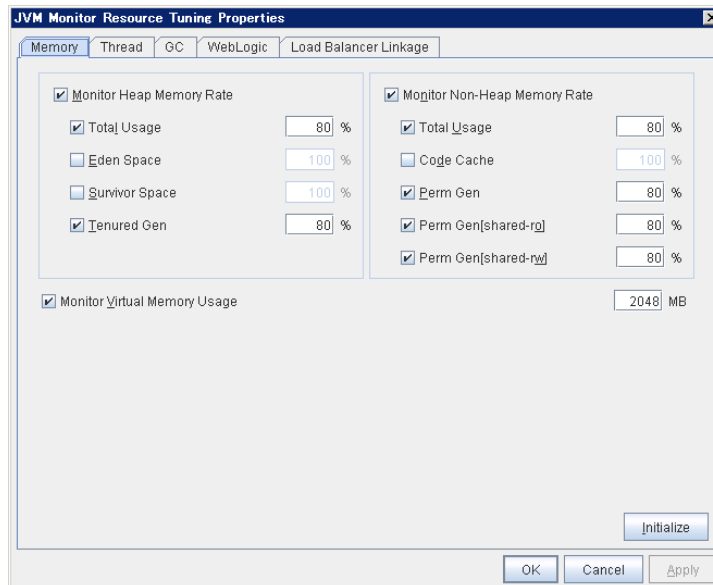 JVM Monitor Resource Tuning Properties
Memory Thread GC WebLogic Load Balancer Linkage
Monitor Heap Memory Rate
Total Usage 80 %
Eden Space 100 %
Survivor Space 100 %
Tenured Gen 80 %
Monitor Non-Heap Memory Rate
Total Usage 80 %
Code Cache 100 %
Perm Gen 80 %
Perm Gen[shared-ro] 80 %
Perm Gen[shared-rw] 80 %
Monitor Virtual Memory Usage 2048 MB
Initialize
OK Cancel Apply